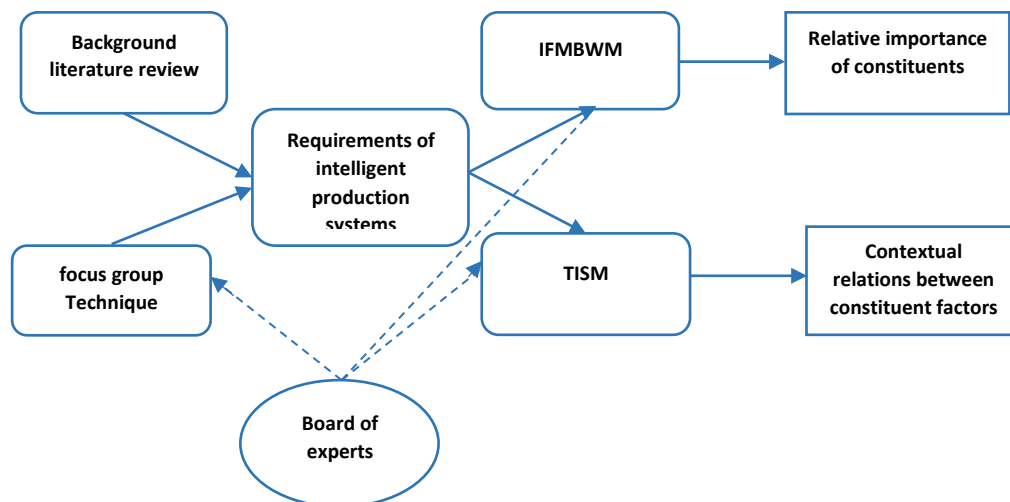 Background
literature review
IFMBWM
Relative importance
of constituents
Requirements of
intelligent
production
systems
focus group
Technique
TISM
Contextual
relations between
constituent factors
Board of
experts